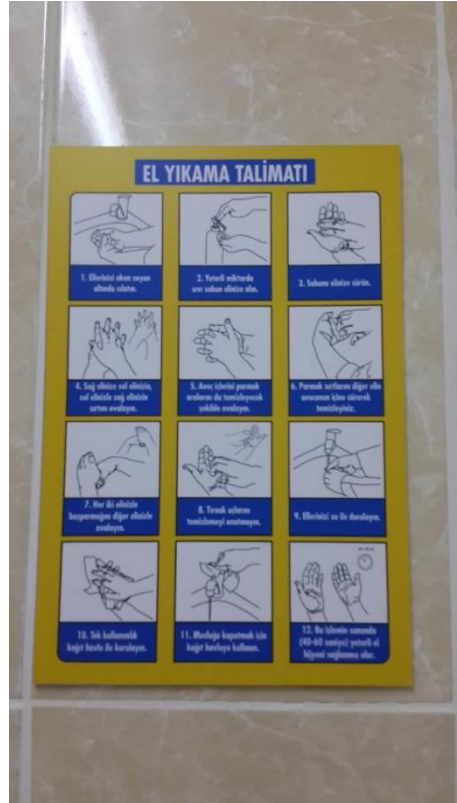 EL YIKAMA TALİMATI
1. Ellerinizi akan suyun
altında ıslatın.
2. Yeterli miktarda
sıvı sabun elinize alın.
3. Sabunu elinize sürün.
4. Sağ elinize sol elinizin,
sol elinizle sağ elinizin
sırtını ovalayın.
5. Avuç içlerini parmak
aralarını da temizleyecek
şekilde ovalayın.
6. Parmak sırtlarını diğer elin
avucunun içine sürerek
temizleyiniz.
7. Her iki elinizle
başparmağını diğer elinizle
ovalayın.
8. Tırnak uçlarını
temizlemeyi unutmayın.
9. Ellerinizi su ile durulayın.
10. Tek kullanımlık
kağıt havlu ile kurulayın.
11. Musluğu kapatmak için
kağıt havluyu kullanın.
12. Bu işlemin sonunda
(40-60 saniye) yeterli el
hijyeni sağlanmış olur.